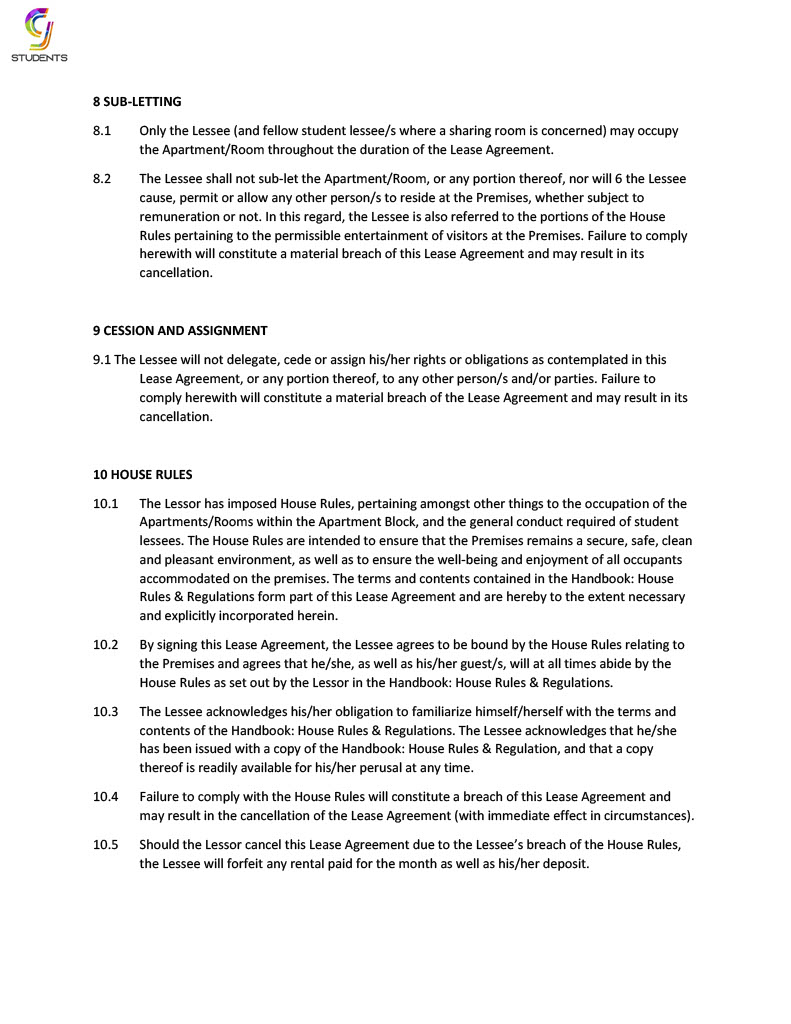 STUDENTS
8 SUB-LETTING
8.1 Only the Lessee (and fellow student lessee/s where a sharing room is concerned) may occupy
the Apartment/Room throughout the duration of the Lease Agreement.
8.2 The Lessee shall not sub-let the Apartment/Room, or any portion thereof, nor will 6 the Lessee
cause, permit or allow any other person/s to reside at the Premises, whether subject to
remuneration or not. In this regard, the Lessee is also referred to the portions of the House
Rules pertaining to the permissible entertainment of visitors at the Premises. Failure to comply
herewith will constitute a material breach of this Lease Agreement and may result in its
cancellation.
9 CESSION AND ASSIGNMENT
9.1 The Lessee will not delegate, cede or assign his/her rights or obligations as contemplated in this
Lease Agreement, or any portion thereof, to any other person/s and/or parties. Failure to
comply herewith will constitute a material breach of the Lease Agreement and may result in its
cancellation.
10 HOUSE RULES
10.1 The Lessor has imposed House Rules, pertaining amongst other things to the occupation of the
Apartments/Rooms within the Apartment Block, and the general conduct required of student
lessees. The House Rules are intended to ensure that the Premises remains a secure, safe, clean
and pleasant environment, as well as to ensure the well-being and enjoyment of all occupants
accommodated on the premises. The terms and contents contained in the Handbook: House
Rules & Regulations form part of this Lease Agreement and are hereby to the extent necessary
and explicitly incorporated herein.
10.2 By signing this Lease Agreement, the Lessee agrees to be bound by the House Rules relating to
the Premises and agrees that he/she, as well as his/her guest/s, will at all times abide by the
House Rules as set out by the Lessor in the Handbook: House Rules & Regulations.
10.3 The Lessee acknowledges his/her obligation to familiarize himself/herself with the terms and
contents of the Handbook: House Rules & Regulations. The Lessee acknowledges that he/she
has been issued with a copy of the Handbook: House Rules & Regulation, and that a copy
thereof is readily available for his/her perusal at any time.
10.4 Failure to comply with the House Rules will constitute a breach of this Lease Agreement and
may result in the cancellation of the Lease Agreement (with immediate effect in circumstances).
10.5 Should the Lessor cancel this Lease Agreement due to the Lessee's breach of the House Rules,
the Lessee will forfeit any rental paid for the month as well as his/her deposit.